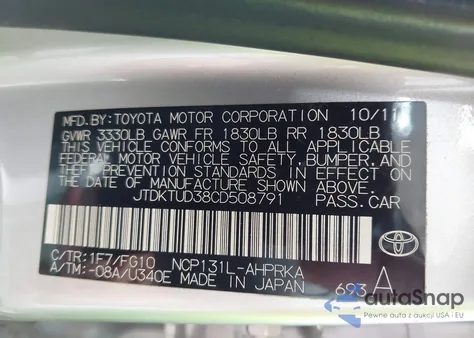 MFD.BY:TOYOTA MOTOR CORPORATION 10/11
GVWR 3330LB GAWR FR 1830LB RR 1830LB
THIS VEHICLE CONFORMS TO ALL APPLICABLE
FEDERAL MOTOR VEHICLE SAFETY, BUMPER, AND
THEFT PREVENTION STANDARDS IN EFFECT ON
THE DATE OF MANUFACTURE SHOWN ABOVE.
JTDKTUD38CD508791 PASS.CAR
C/TR:1F7/FG10 NCP131L-AHPRKA
A/TM:-08A/U340E MADE IN JAPAN 693 A
TOYOTA
autoSnap
Pewne auta z aukcji USA i EU